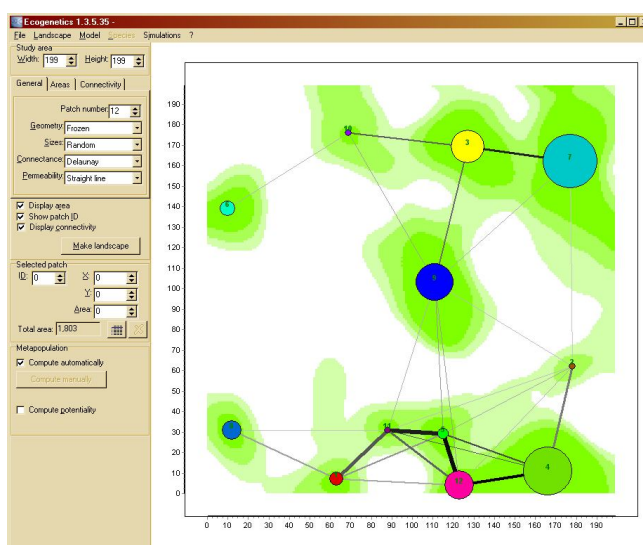 Ecogenetics 1.3.5.35 -
File Landscape Model Species Simulations ?
Study area
Width: 199 Height: 199
General Areas Connectivity
Patch number: 12
Geometry: Frozen
Sizes: Random
Connectance: Delaunay
Permeability: Straight line
Display area
Show patch ID
Display connectivity
Make landscape
Selected patch
ID: 0 X: 0
Y: 0
Area: 0
Total area: 1,803
Metapopulation
Compute automatically
Compute manually
Compute potentiality
190
180
10
170
3
7
160
150
140
130
120
110
100
90
80
70
60
2
50
40
30
11
20
10
4
12
0
0 10 20 30 40 50 60 70 80 90 100 110 120 130 140 150 160 170 180 190